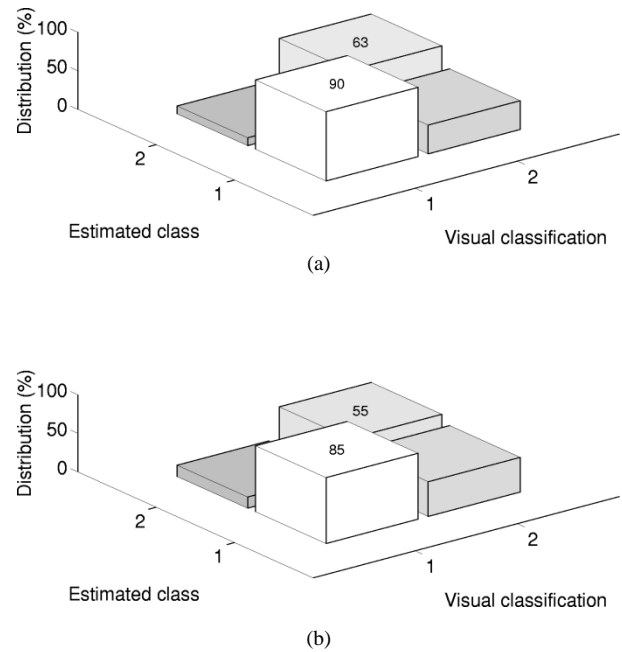 100
63
50
90
Distribution (%)
0
2
2
1
1
Estimated class
Visual classification
(a)
100
55
50
85
Distribution (%)
0
2
2
1
1
Estimated class
Visual classification
(b)